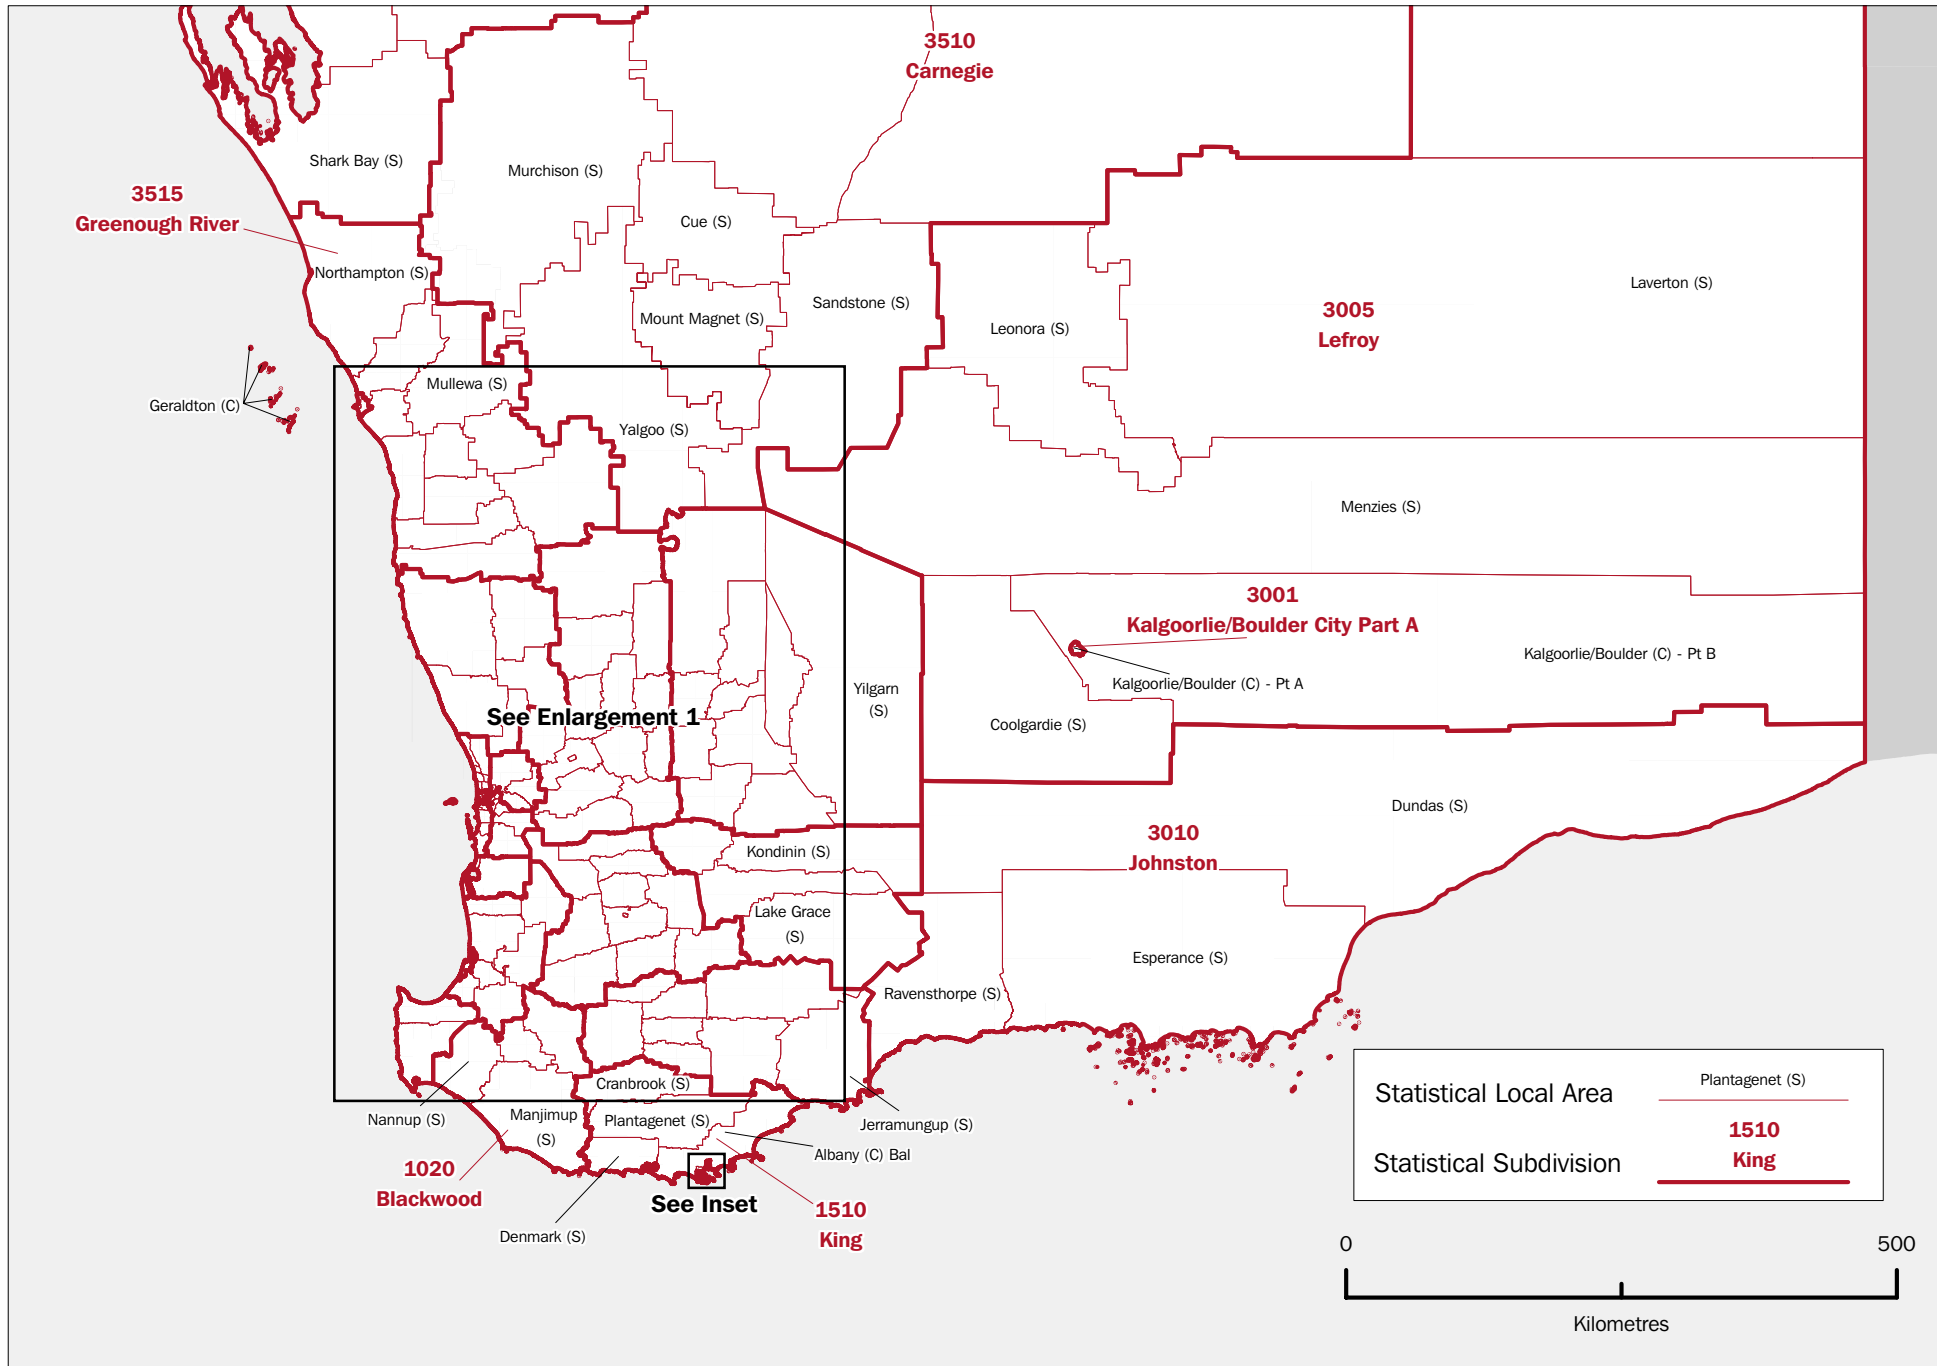 3510
Carnegie
Shark Bay (S)
Murchison (S)
3515
Greenough River
Cue (S)
Northampton (S)
Laverton (S)
Sandstone (S)
3005
Lefroy
Mount Magnet (S)
Leonora (S)
Mullewa (S)
Geraldton (C)
Yalgoo (S)
Menzies (S)
3001
Kalgoorlie/Boulder City Part A
Kalgoorlie/Boulder (C) - Pt B
Kalgoorlie/Boulder (C) - Pt A
Yilgarn
(S)
See Enlargement 1
Coolgardie (S)
Dundas (S)
3010
Johnston
Kondinin (S)
Lake Grace
(S)
Esperance (S)
Ravensthorpe (S)
Cranbrook (S)
Nannup (S)
Manjimup
(S)
Plantagenet (S)
Jerramungup (S)
Albany (C) Bal
1020
Blackwood
See Inset
1510
King
Denmark (S)
Statistical Local Area
Plantagenet (S)
Statistical Subdivision
1510
King
0
500
Kilometres